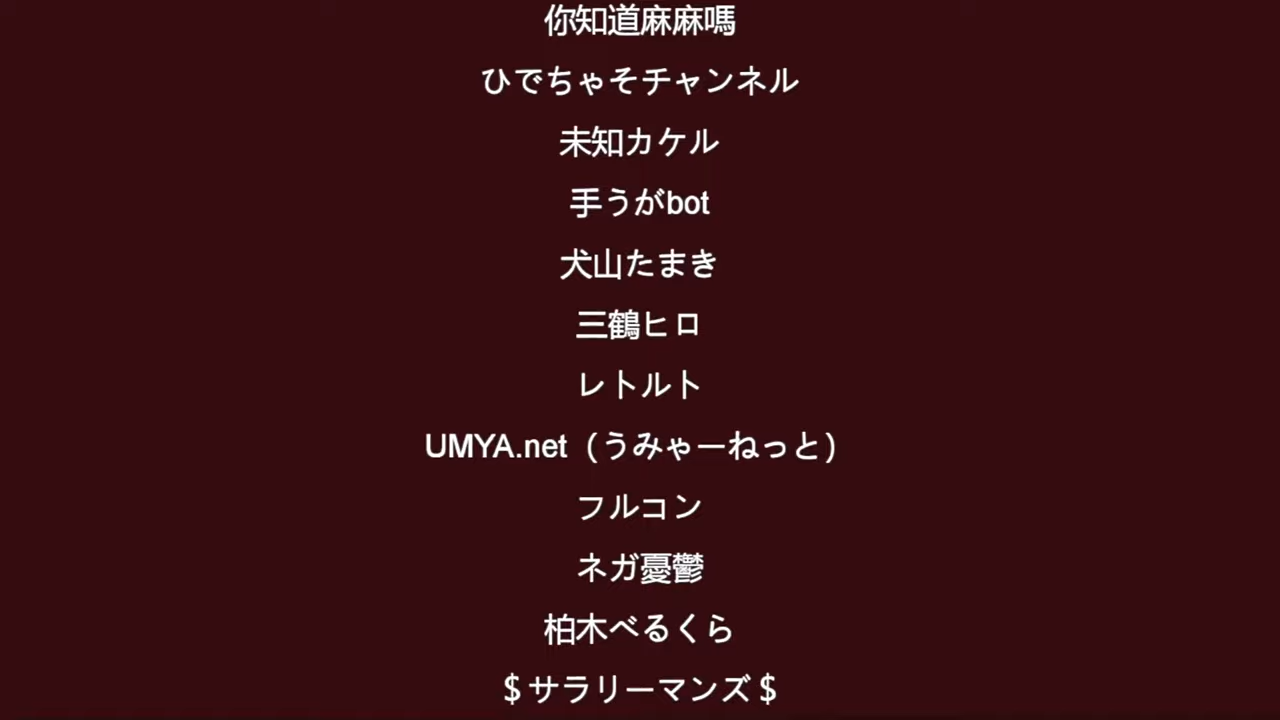 你知道麻麻嗎
ひでちゃそチャンネル
未知カケル
手うがbot
犬山たまき
三鶴ヒロ
レトルト
UMYA.net（うみゃーねっと）
フルコン
ネガ憂鬱
柏木べるくら
$サラリーマンズ$